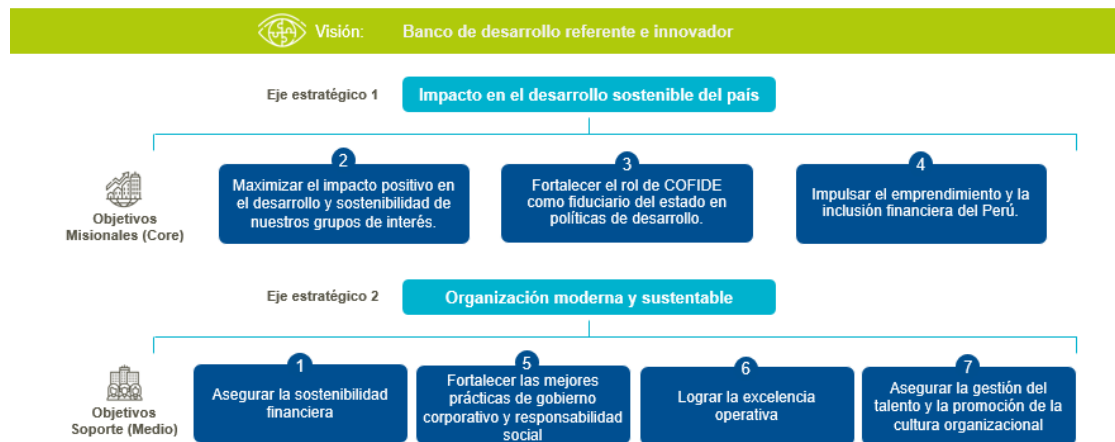 Visión: Banco de desarrollo referente e innovador
Eje estratégico 1
Impacto en el desarrollo sostenible del país
Objetivos
Misionales (Core)
2
Maximizar el impacto positivo en
el desarrollo y sostenibilidad de
nuestros grupos de interés.
3
Fortalecer el rol de COFIDE
como fiduciario del estado en
políticas de desarrollo.
4
Impulsar el emprendimiento y la
inclusión financiera del Perú.
Eje estratégico 2
Organización moderna y sustentable
Objetivos
Soporte (Medio)
1
Asegurar la sostenibilidad
financiera
5
Fortalecer las mejores
prácticas de gobierno
corporativo y responsabilidad
social
6
Lograr la excelencia
operativa
7
Asegurar la gestión del
talento y la promoción de la
cultura organizacional